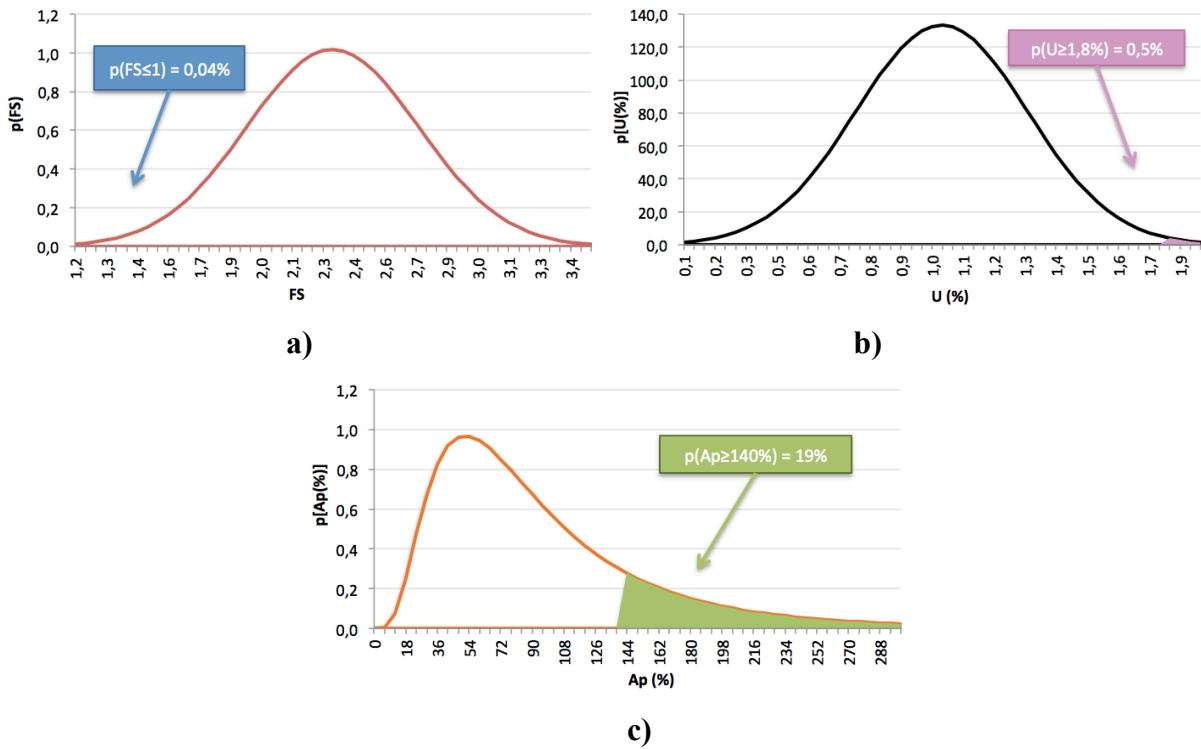 1,2
1,0
0,8
0,6
0,4
0,2
0,0
p(FS)
p(FS≤1) = 0,04%
1,2 1,3 1,4 1,6 1,7 1,9 2,0 2,1 2,3 2,4 2,6 2,7 2,9 3,0 3,1 3,3 3,4
FS
a)
140,0
120,0
100,0
80,0
60,0
40,0
20,0
0,0
p[U(%)]
p(U≥1,8%) = 0,5%
0,1 0,2 0,3 0,5 0,6 0,7 0,8 0,9 1,0 1,1 1,2 1,3 1,4 1,5 1,6 1,7 1,9
U (%)
b)
1,2
1,0
0,8
0,6
0,4
0,2
0,0
p[Ap(%)]
p(Ap≥140%) = 19%
0 18 36 54 72 90 108 126 144 162 180 198 216 234 252 270 288
Ap (%)
c)